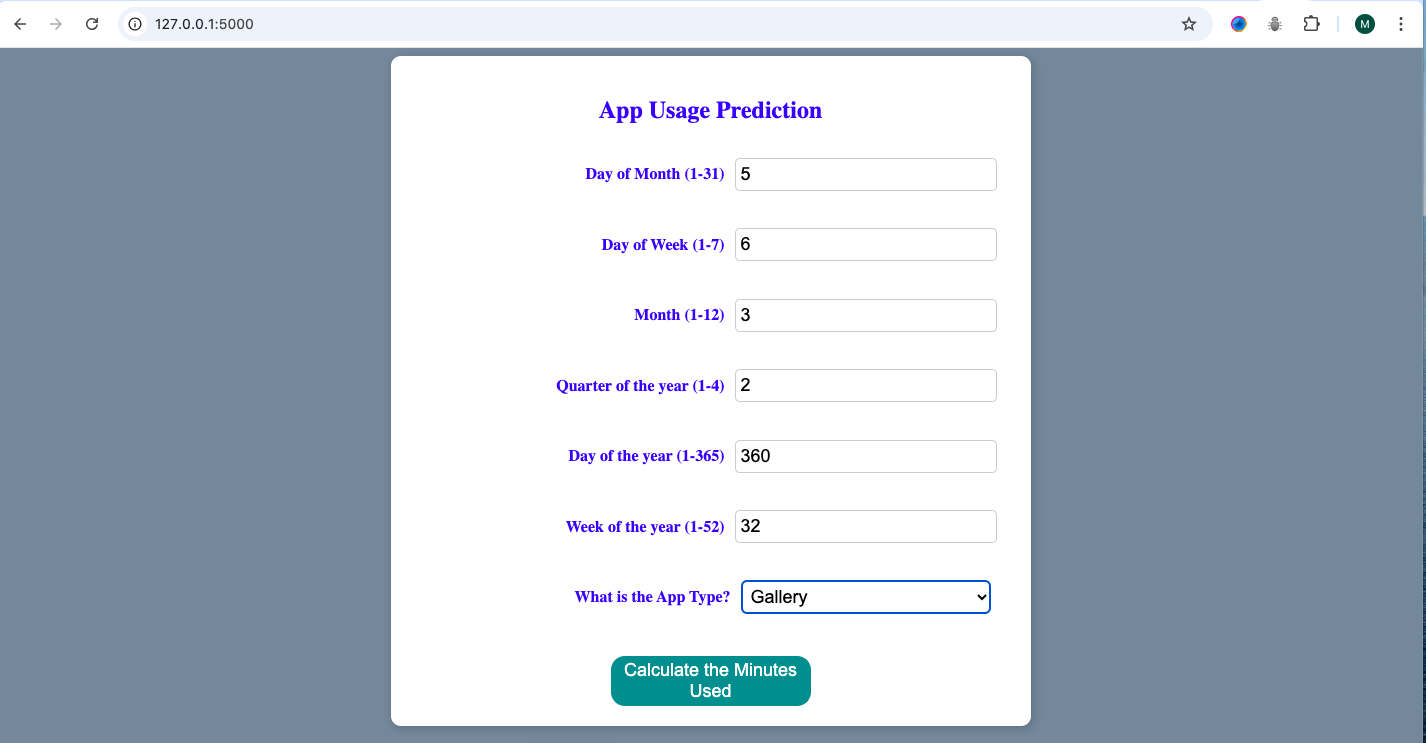 127.0.0.1:5000
M
App Usage Prediction
Day of Month (1-31) 5
Day of Week (1-7) 6
Month (1-12) 3
Quarter of the year (1-4) 2
Day of the year (1-365) 360
Week of the year (1-52) 32
What is the App Type? Gallery
Calculate the Minutes
Used